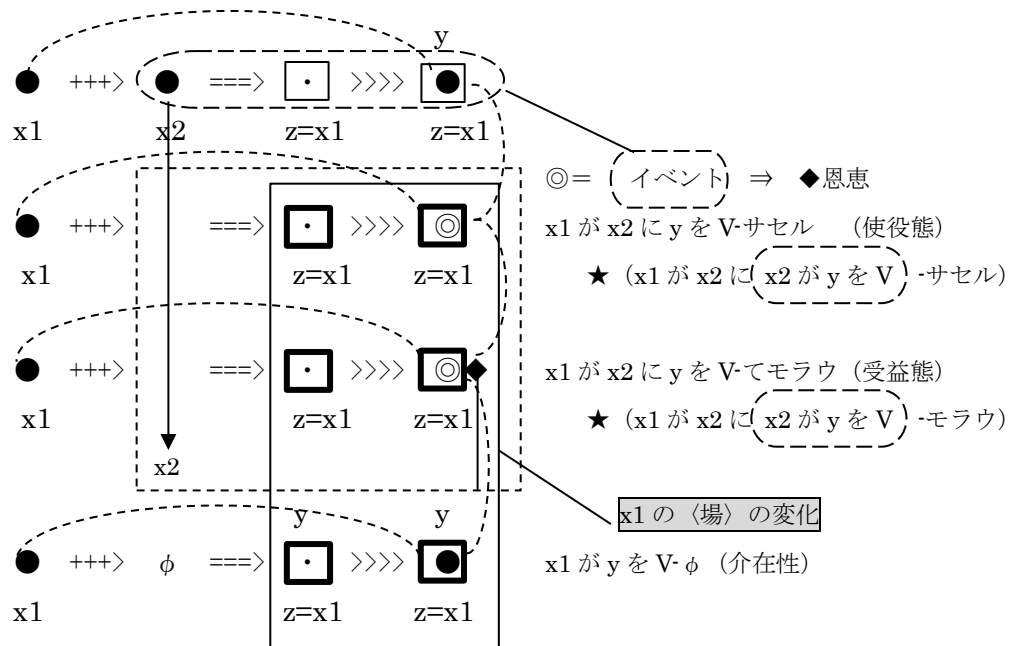 y
● +++> ● ===> ・ >>>> ●
x1 x2 z=x1 z=x1
◎= イベント ⇒ ◆恩恵
● +++> ===> ・ >>>> ◎
x1 が x2 に y を V-サセル (使役態)
x1 z=x1 z=x1
★ (x1 が x2 に x2 が y を V -サセル)
● +++> ===> ・ >>>> ◎◆
x1 が x2 に y を V-てモラウ (受益態)
x1 z=x1 z=x1
★ (x1 が x2 に x2 が y を V -モラウ)
x2
x1 の 〈場〉 の変化
y y
● +++> φ ===> ・ >>>> ●
x1 が y を V-φ (介在性)
x1 z=x1 z=x1